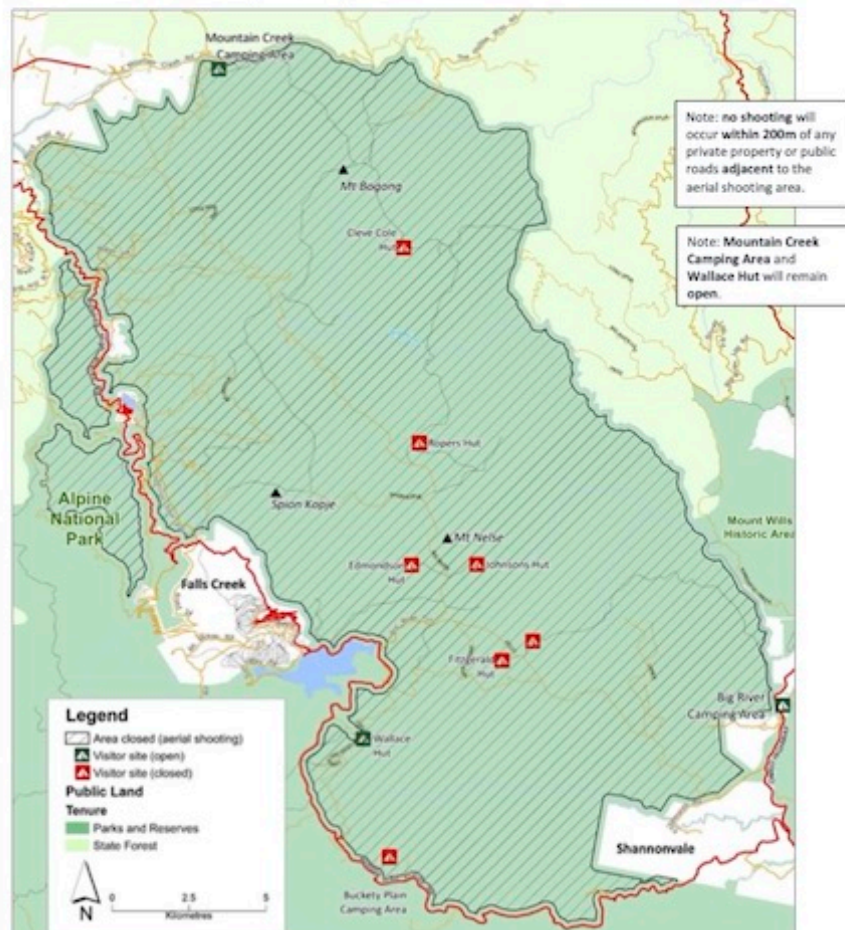 Mountain Creek
Camping Area
Note: no shooting will
occur within 200m of any
private property or public
roads adjacent to the
aerial shooting area.
Mt Bogong
Cleve Cole
Hut
Note: Mountain Creek
Camping Area and
Wallace Hut will remain
open.
Ropers Hut
Alpine
National
Park
Spion Kopje
Mt Nelse
Mount Wills
Historic Area
Edmondson
Hut
Johnsons Hut
Falls Creek
Fitzgerald
Hut
Big River
Camping Area
Wallace
Hut
Legend
Area closed (aerial shooting)
Visitor site (open)
Visitor site (closed)
Public Land
Tenure
Parks and Reserves
State Forest
N
0 2.5 5
Kilometres
Shannonvale
Buckety Plain
Camping Area